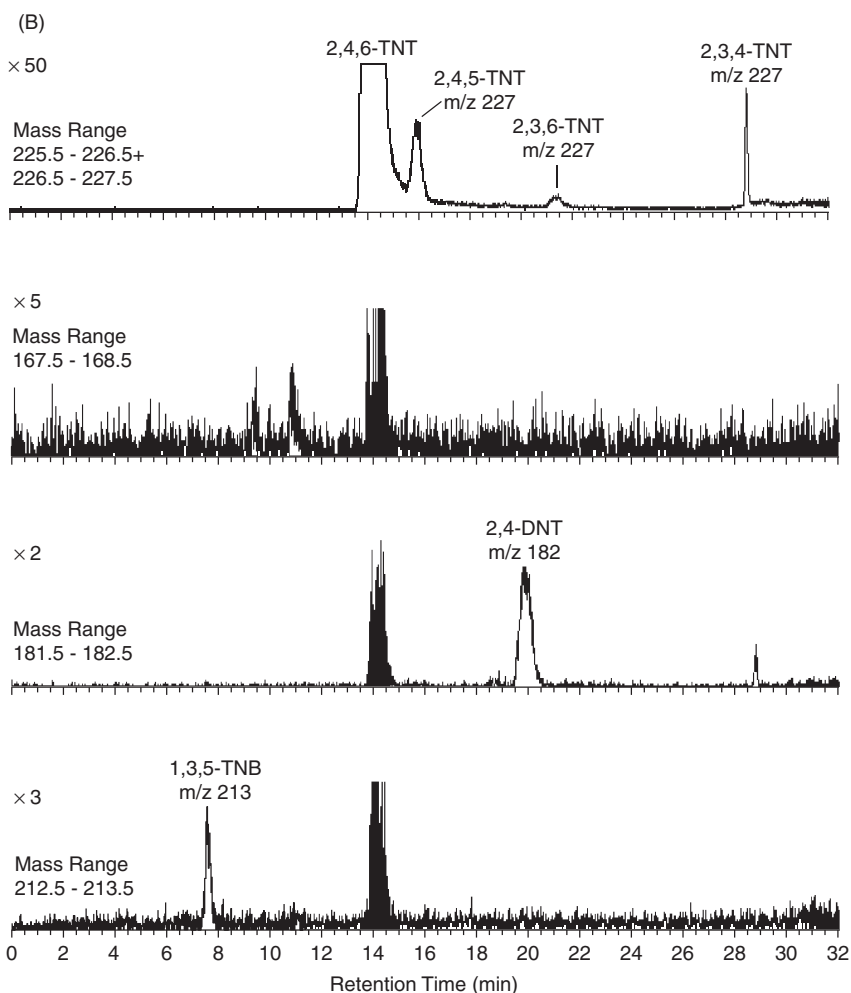 (B)
2,4,6-TNT
2,3,4-TNT
m/z 227
× 50
2,4,5-TNT
m/z 227
2,3,6-TNT
m/z 227
Mass Range
225.5 - 226.5+
226.5 - 227.5
× 5
Mass Range
167.5 - 168.5
2,4-DNT
m/z 182
× 2
Mass Range
181.5 - 182.5
1,3,5-TNB
m/z 213
× 3
Mass Range
212.5 - 213.5
0 2 4 6 8 10 12 14 16 18 20 22 24 26 28 30 32
Retention Time (min)